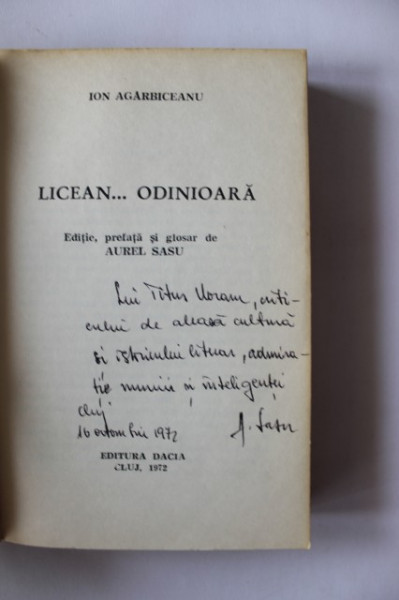 ION AGÂRBICEANU
LICEAN... ODINIOARĂ
Ediție, prefață și glosar de
AUREL SASU
Lui Titus Moraru, criti-
cului de aleasă cultură
și istoricului literar, admira-
ție muncii și inteligenței
Cluj
16 octombrie 1972
A. Sasu
EDITURA DACIA
CLUJ, 1972